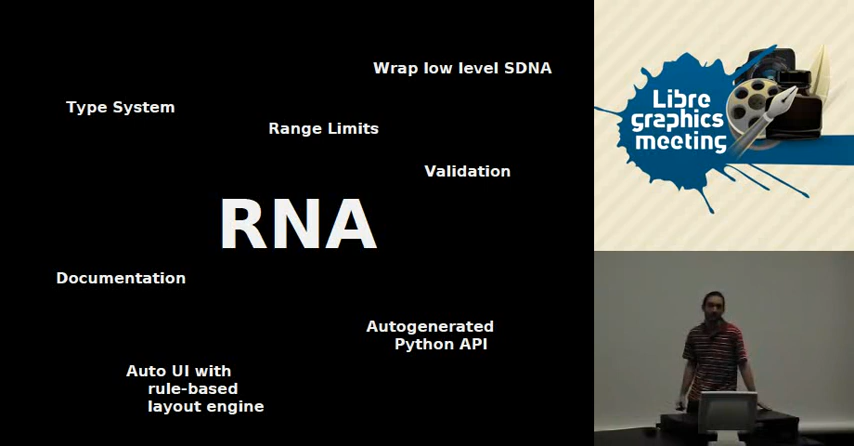 Wrap low level SDNA
Type System
Range Limits
Validation
RNA
Documentation
Autogenerated
Python API
Auto UI with
rule-based
layout engine
Libre
graphics
meeting